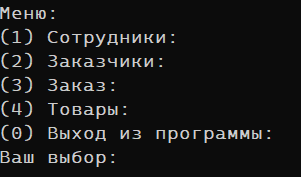 Меню:
(1) Сотрудники:
(2) Заказчики:
(3) Заказ:
(4) Товары:
(0) Выход из программы:
Ваш выбор: